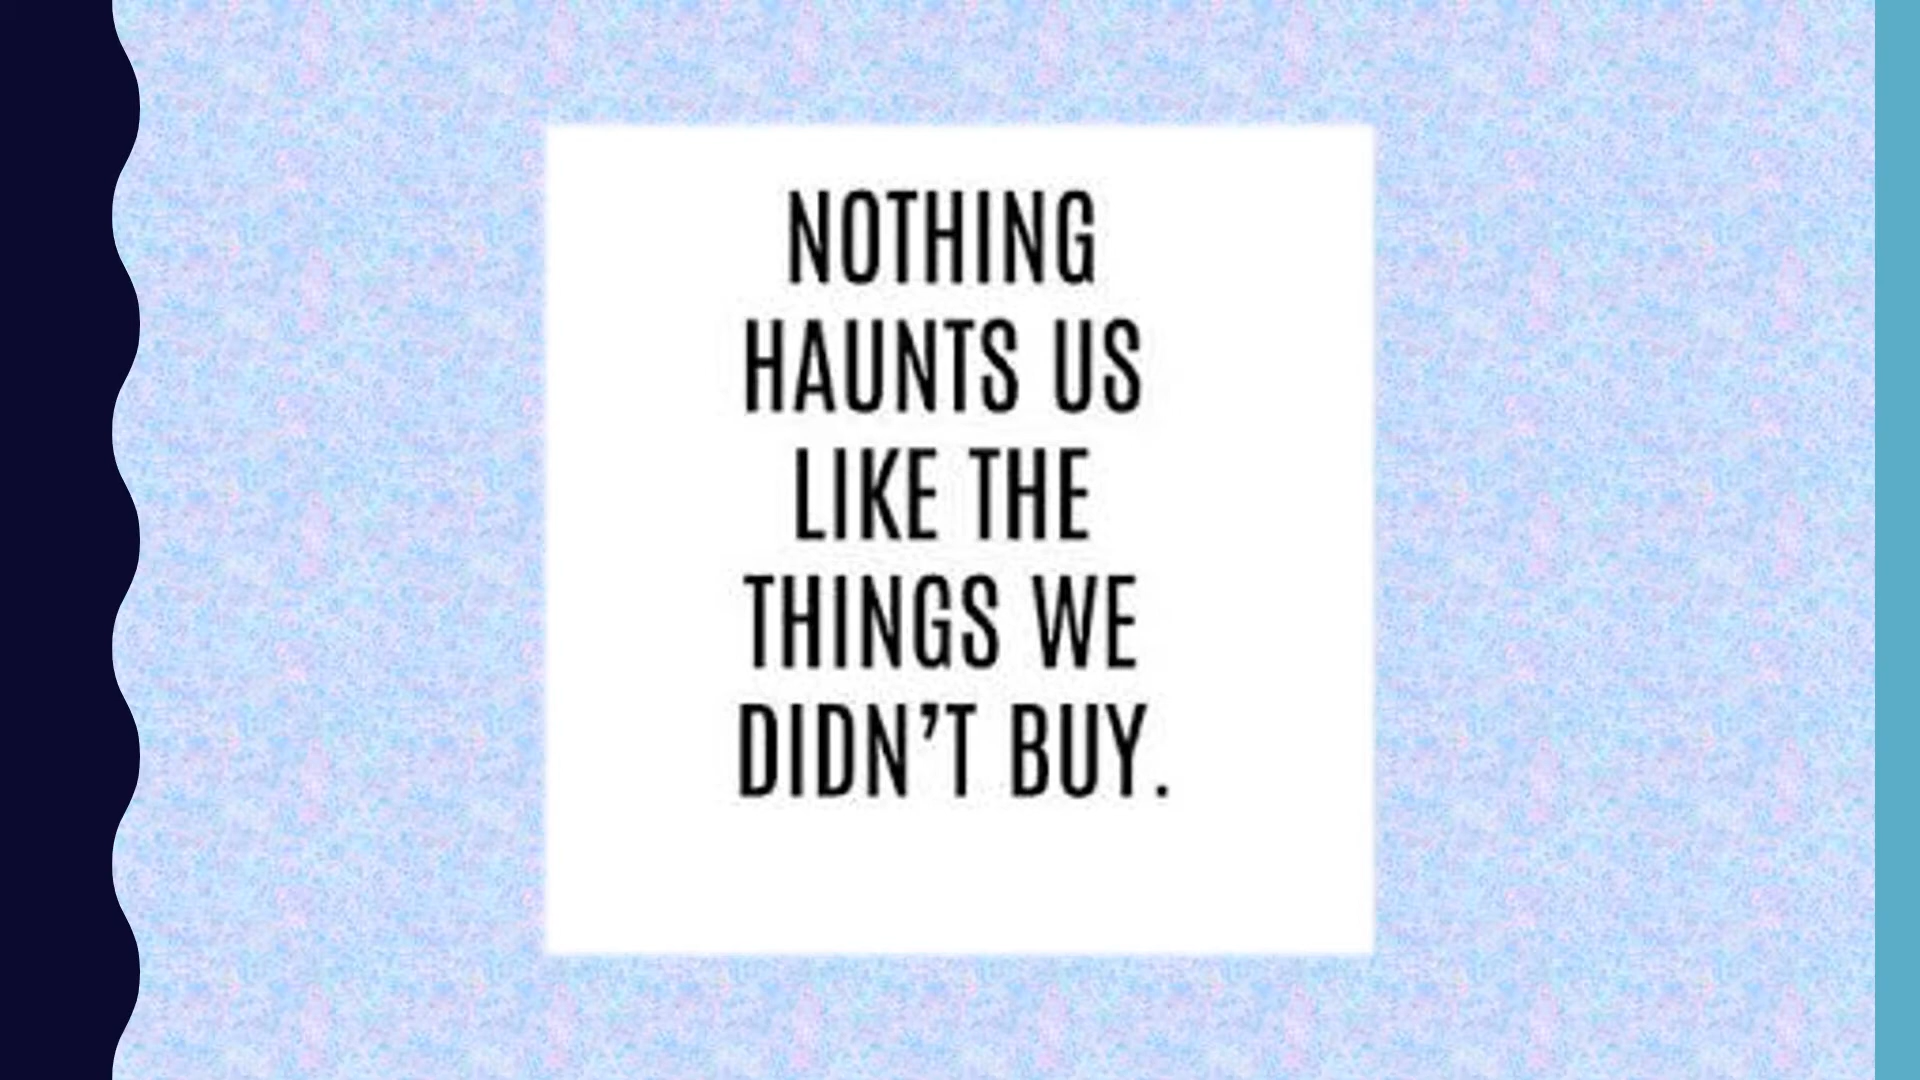 NOTHING
HAUNTS US
LIKE THE
THINGS WE
DIDN’T BUY.